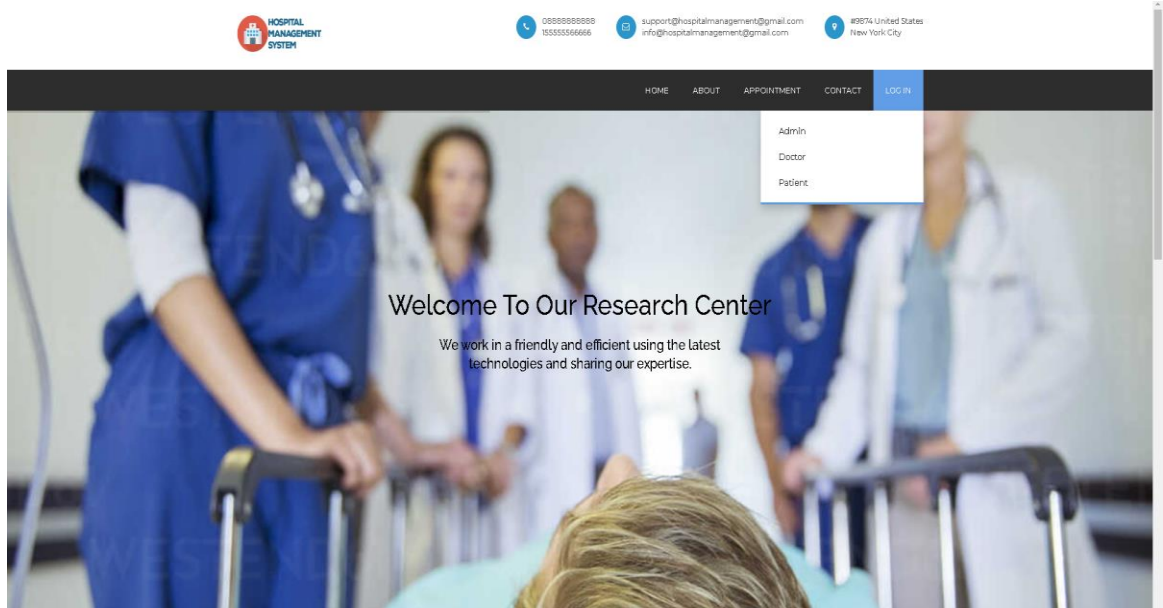 HOSPITAL
MANAGEMENT
SYSTEM
08888888888
155555566666
support@hospitalmanagement@gmail.com
info@hospitalmanagement@gmail.com
#9874 United States
New York City
HOME ABOUT APPOINTMENT CONTACT LOG IN
Admin
Doctor
Patient
WESTEND
Welcome To Our Research Center
We work in a friendly and efficient using the latest
technologies and sharing our expertise.
WESTEND